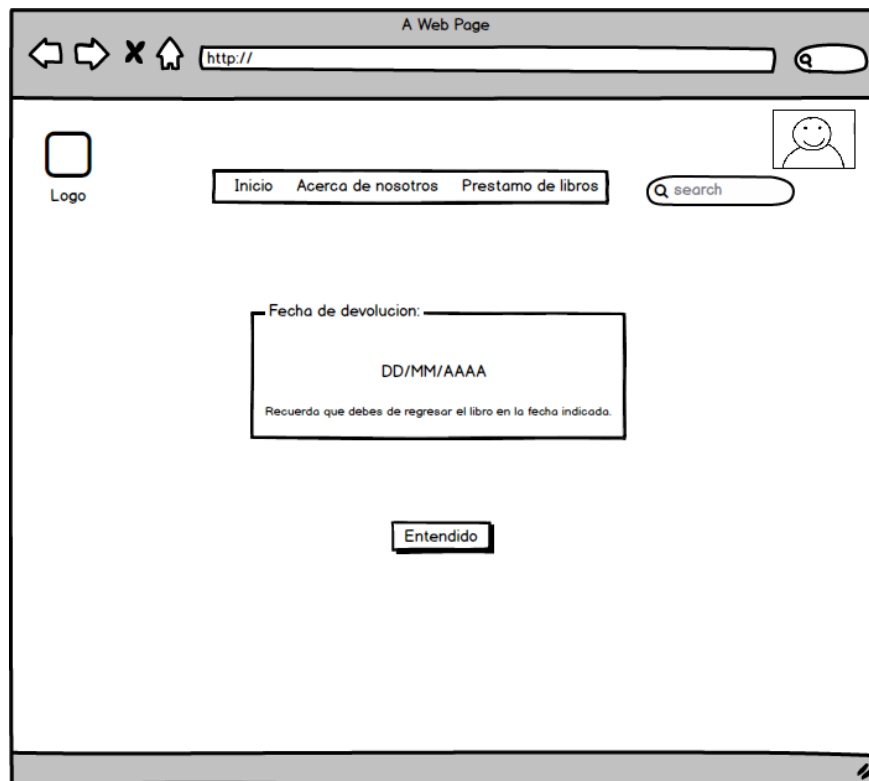 A Web Page
http://
Logo
Inicio Acerca de nosotros Prestamo de libros
search
Fecha de devolucion:
DD/MM/AAAA
Recuerda que debes de regresar el libro en la fecha indicada.
Entendido